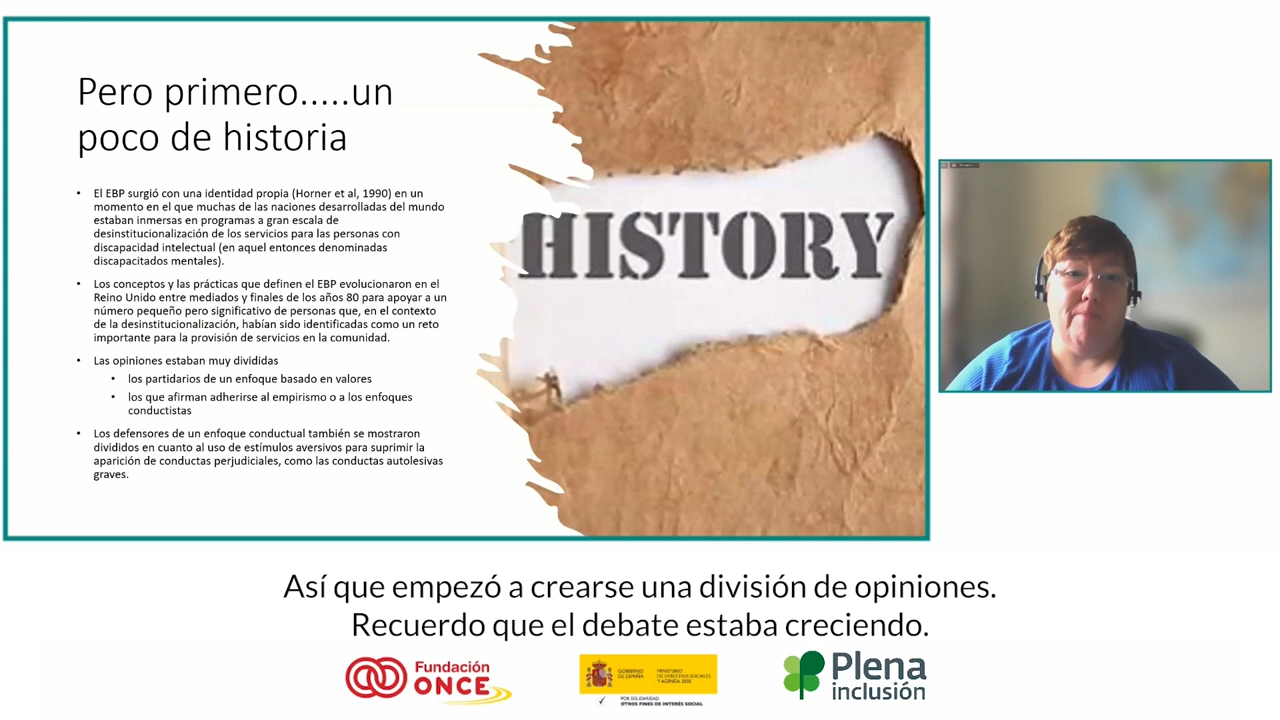 Pero primero.....un
poco de historia
• El EBP surgió con una identidad propia (Horner et al, 1990) en un
momento en el que muchas de las naciones desarrolladas del mundo
estaban inmersas en programas a gran escala de
desinstitucionalización de los servicios para las personas con
discapacidad intelectual (en aquel entonces denominadas
discapacitados mentales).
• Los conceptos y las prácticas que definen el EBP evolucionaron en el
Reino Unido entre mediados y finales de los años 80 para apoyar a un
número pequeño pero significativo de personas que, en el contexto
de la desinstitucionalización, habían sido identificadas como un reto
importante para la provisión de servicios en la comunidad.
• Las opiniones estaban muy divididas
• los partidarios de un enfoque basado en valores
• los que afirman adherirse al empirismo o a los enfoques
conductistas
• Los defensores de un enfoque conductual también se mostraron
divididos en cuanto al uso de estímulos aversivos para suprimir la
aparición de conductas perjudiciales, como las conductas autolesivas
graves.
HISTORY
Así que empezó a crearse una división de opiniones.
Recuerdo que el debate estaba creciendo.
Fundación
ONCE
GOBIERNO
DE ESPAÑA
MINISTERIO
DE DERECHOS SOCIALES
Y AGENDA 2030
POR SOLIDARIDAD
OTROS FINES DE INTERÉS SOCIAL
Plena
inclusión